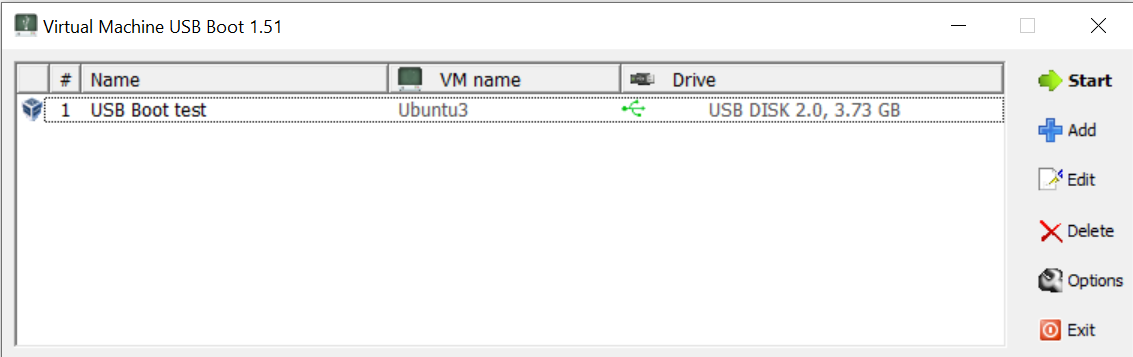 Virtual Machine USB Boot 1.51
# Name VM name Drive
1 USB Boot test Ubuntu3 USB DISK 2.0, 3.73 GB
Start
Add
Edit
Delete
Options
Exit